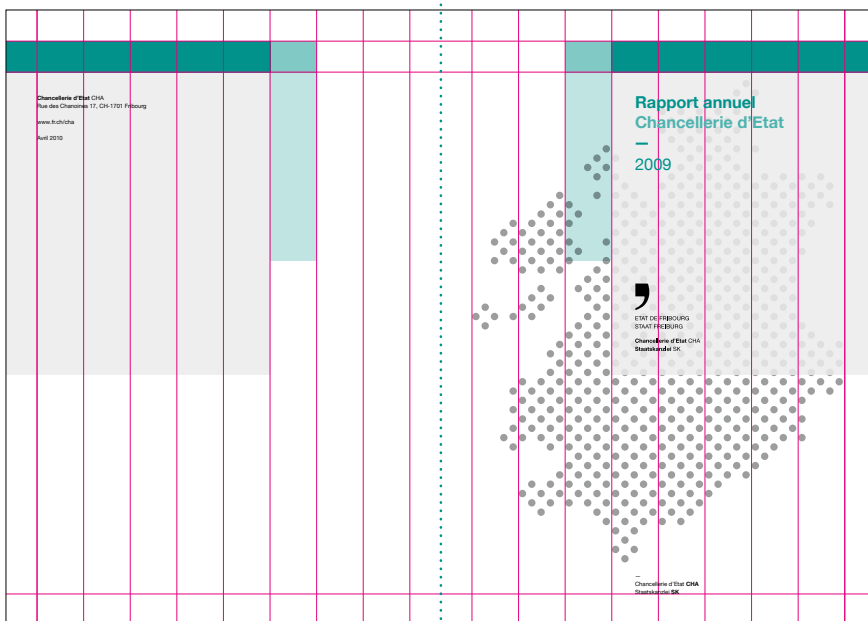 Chancellerie d'Etat CHA
Rue des Chanoines 17, CH-1701 Fribourg
www.fr.ch/cha
Avril 2010
Rapport annuel
Chancellerie d'Etat
—
2009
ETAT DE FRIBOURG
STAAT FREIBURG
Chancellerie d'Etat CHA
Staatskanzlei SK
—
Chancellerie d'Etat CHA
Staatskanzlei SK